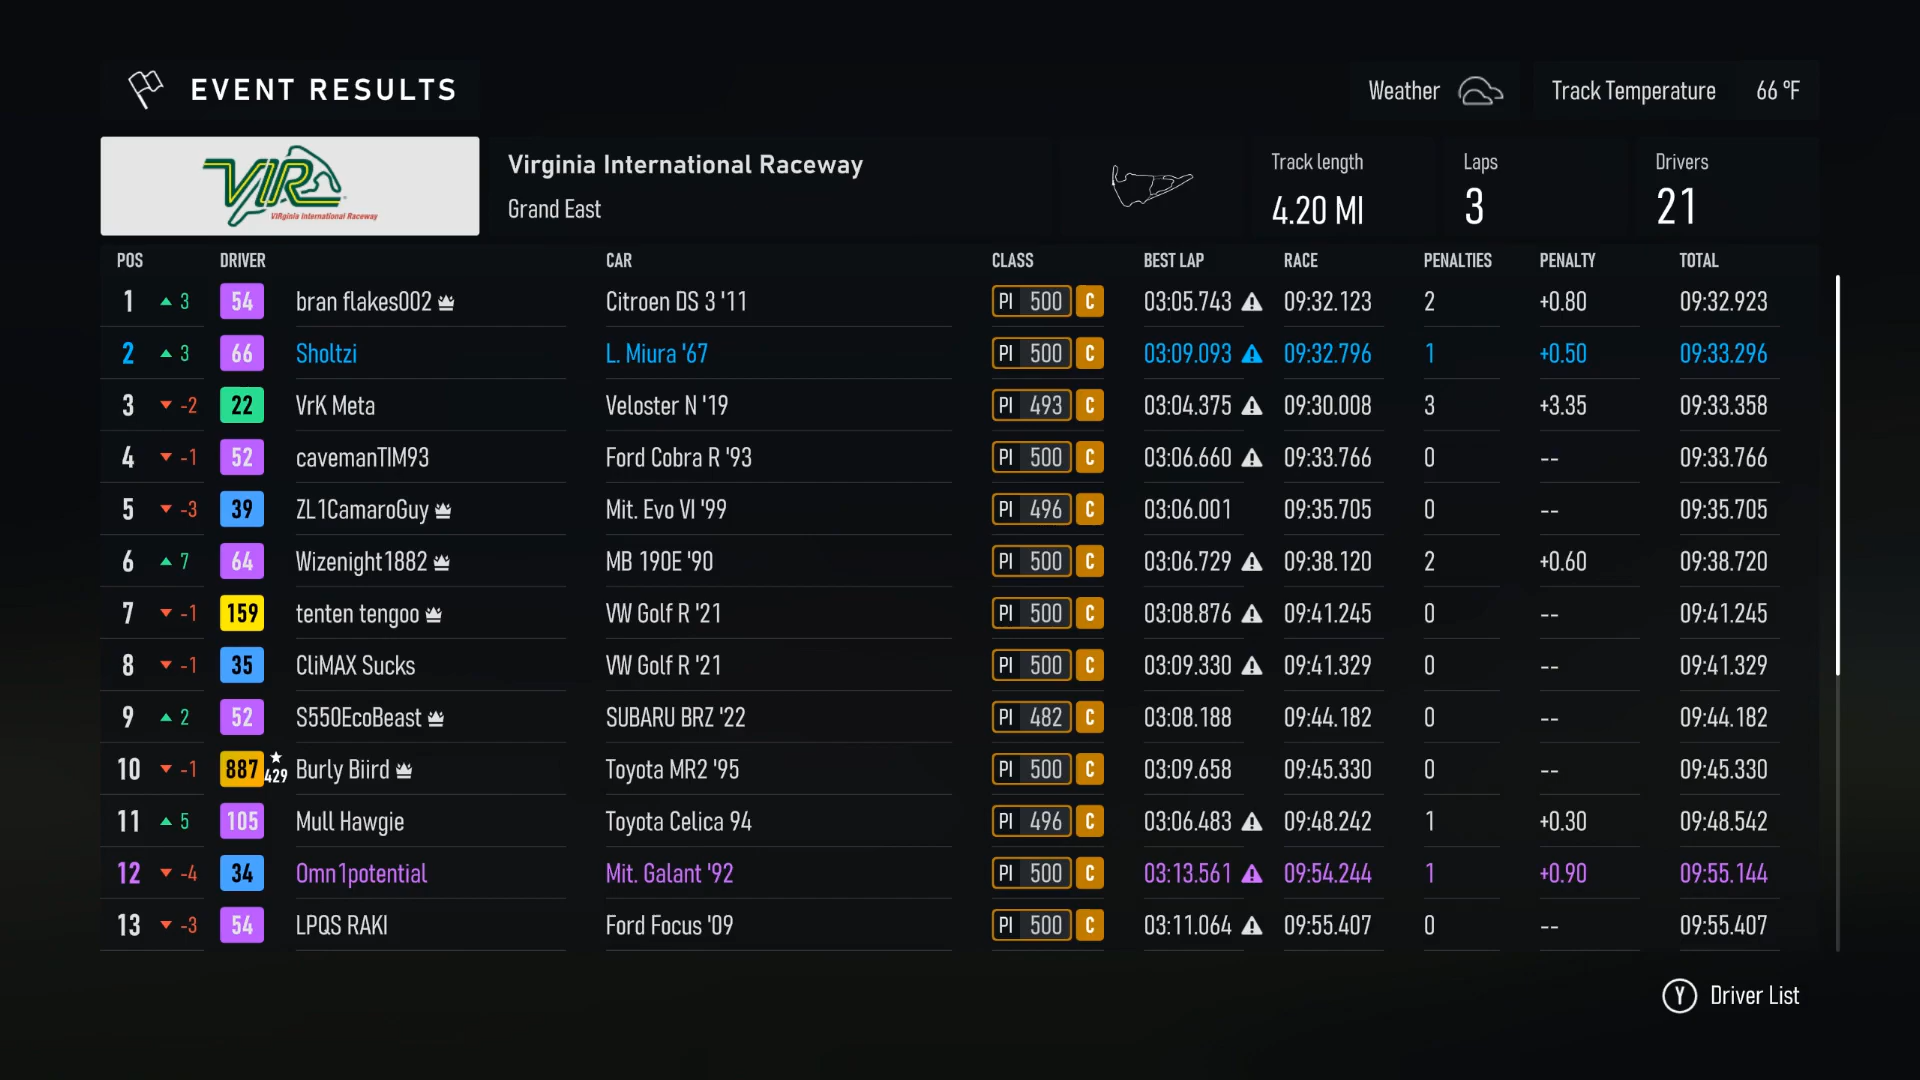 EVENT RESULTS
Weather Track Temperature 66 °F
VIR
VIRginia International Raceway
Virginia International Raceway
Grand East
Track length Laps Drivers
4.20 MI 3 21
POS DRIVER CAR CLASS BEST LAP RACE PENALTIES PENALTY TOTAL
1 3 54 bran flakes002 Citroen DS 3 '11 PI 500 C 03:05.743 09:32.123 2 +0.80 09:32.923
2 3 66 Sholtzi L. Miura '67 PI 500 C 03:09.093 09:32.796 1 +0.50 09:33.296
3 -2 22 VrK Meta Veloster N '19 PI 493 C 03:04.375 09:30.008 3 +3.35 09:33.358
4 -1 52 cavemanTIM93 Ford Cobra R '93 PI 500 C 03:06.660 09:33.766 0 -- 09:33.766
5 -3 39 ZL1CamaroGuy Mit. Evo VI '99 PI 496 C 03:06.001 09:35.705 0 -- 09:35.705
6 7 64 Wizenight1882 MB 190E '90 PI 500 C 03:06.729 09:38.120 2 +0.60 09:38.720
7 -1 159 tenten tengoo VW Golf R '21 PI 500 C 03:08.876 09:41.245 0 -- 09:41.245
8 -1 35 CliMAX Sucks VW Golf R '21 PI 500 C 03:09.330 09:41.329 0 -- 09:41.329
9 2 52 S550EcoBeast SUBARU BRZ '22 PI 482 C 03:08.188 09:44.182 0 -- 09:44.182
10 -1 887 429 Burly Biird Toyota MR2 '95 PI 500 C 03:09.658 09:45.330 0 -- 09:45.330
11 5 105 Mull Hawgie Toyota Celica 94 PI 496 C 03:06.483 09:48.242 1 +0.30 09:48.542
12 -4 34 Omn1potential Mit. Galant '92 PI 500 C 03:13.561 09:54.244 1 +0.90 09:55.144
13 -3 54 LPQS RAKI Ford Focus '09 PI 500 C 03:11.064 09:55.407 0 -- 09:55.407
Y Driver List